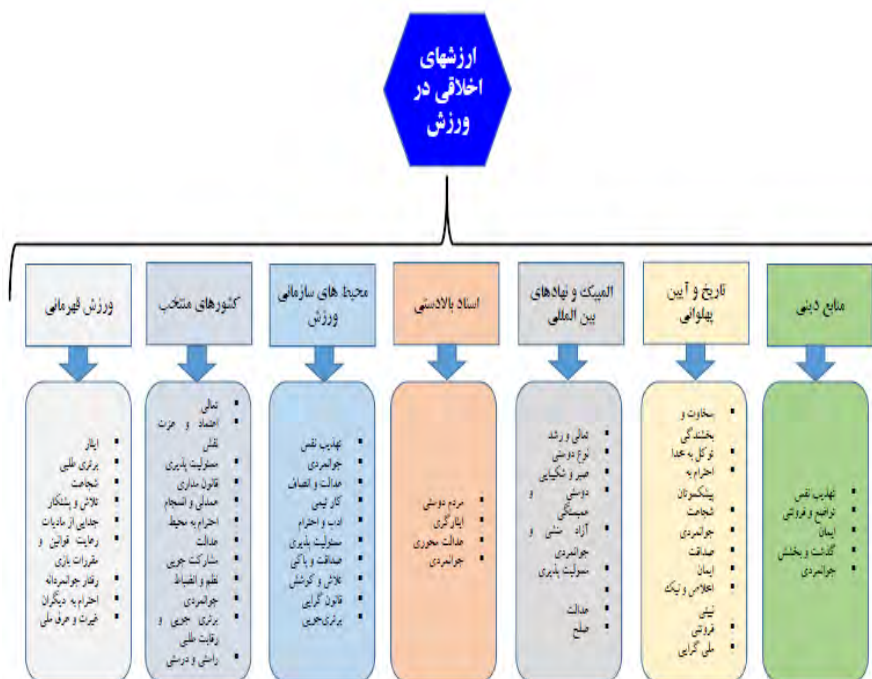 ارزشهای
اخلاقی در
ورزش
منابع دینی
تهذیب نفس
تواضع و فروتنی
ایمان
گذشت و بخشش
جوانمردی
تاریخ و آیین
پهلوانی
سخاوت و
بخشندگی
توکل به خدا
احترام به
پیشکسوتان
شجاعت
جوانمردی
صداقت
ایمان
اخلاص و نیک
نیتی
فروتنی
ملی گرایی
المپیک و نهادهای
بین المللی
تعالی و رشد
نوع دوستی
صبر و شکیبایی
دوستی و
همبستگی
آزاد منشی و
جوانمردی
مسولیت پذیری
عدالت
صلح
اسناد بالادستی
مردم دوستی
ایثارگری
عدالت محوری
جوانمردی
محیط های سازمانی
ورزش
تهذیب نفس
جوانمردی
عدالت و انصاف
کار تیمی
ادب و احترام
مسئولیت پذیری
صداقت و پاکی
تلاش و کوشش
قانون گرایی
برتری‌جویی
کشورهای منتخب
تعالی
اعتماد و عزت
نفس
مسئولیت پذیری
قانون مداری
همدلی و انسجام
احترام به محیط
عدالت
مشارکت جویی
نظم و انضباط
جوانمردی
برتری جویی و
رقابت طلبی
راستی و درستی
ورزش قهرمانی
ایثار
برتری طلبی
شجاعت
تلاش و پشتکار
جدایی از مادیات
رعایت قوانین و
مقررات بازی
رفتار جوانمردانه
احترام به دیگران
غیرت و عرق ملی